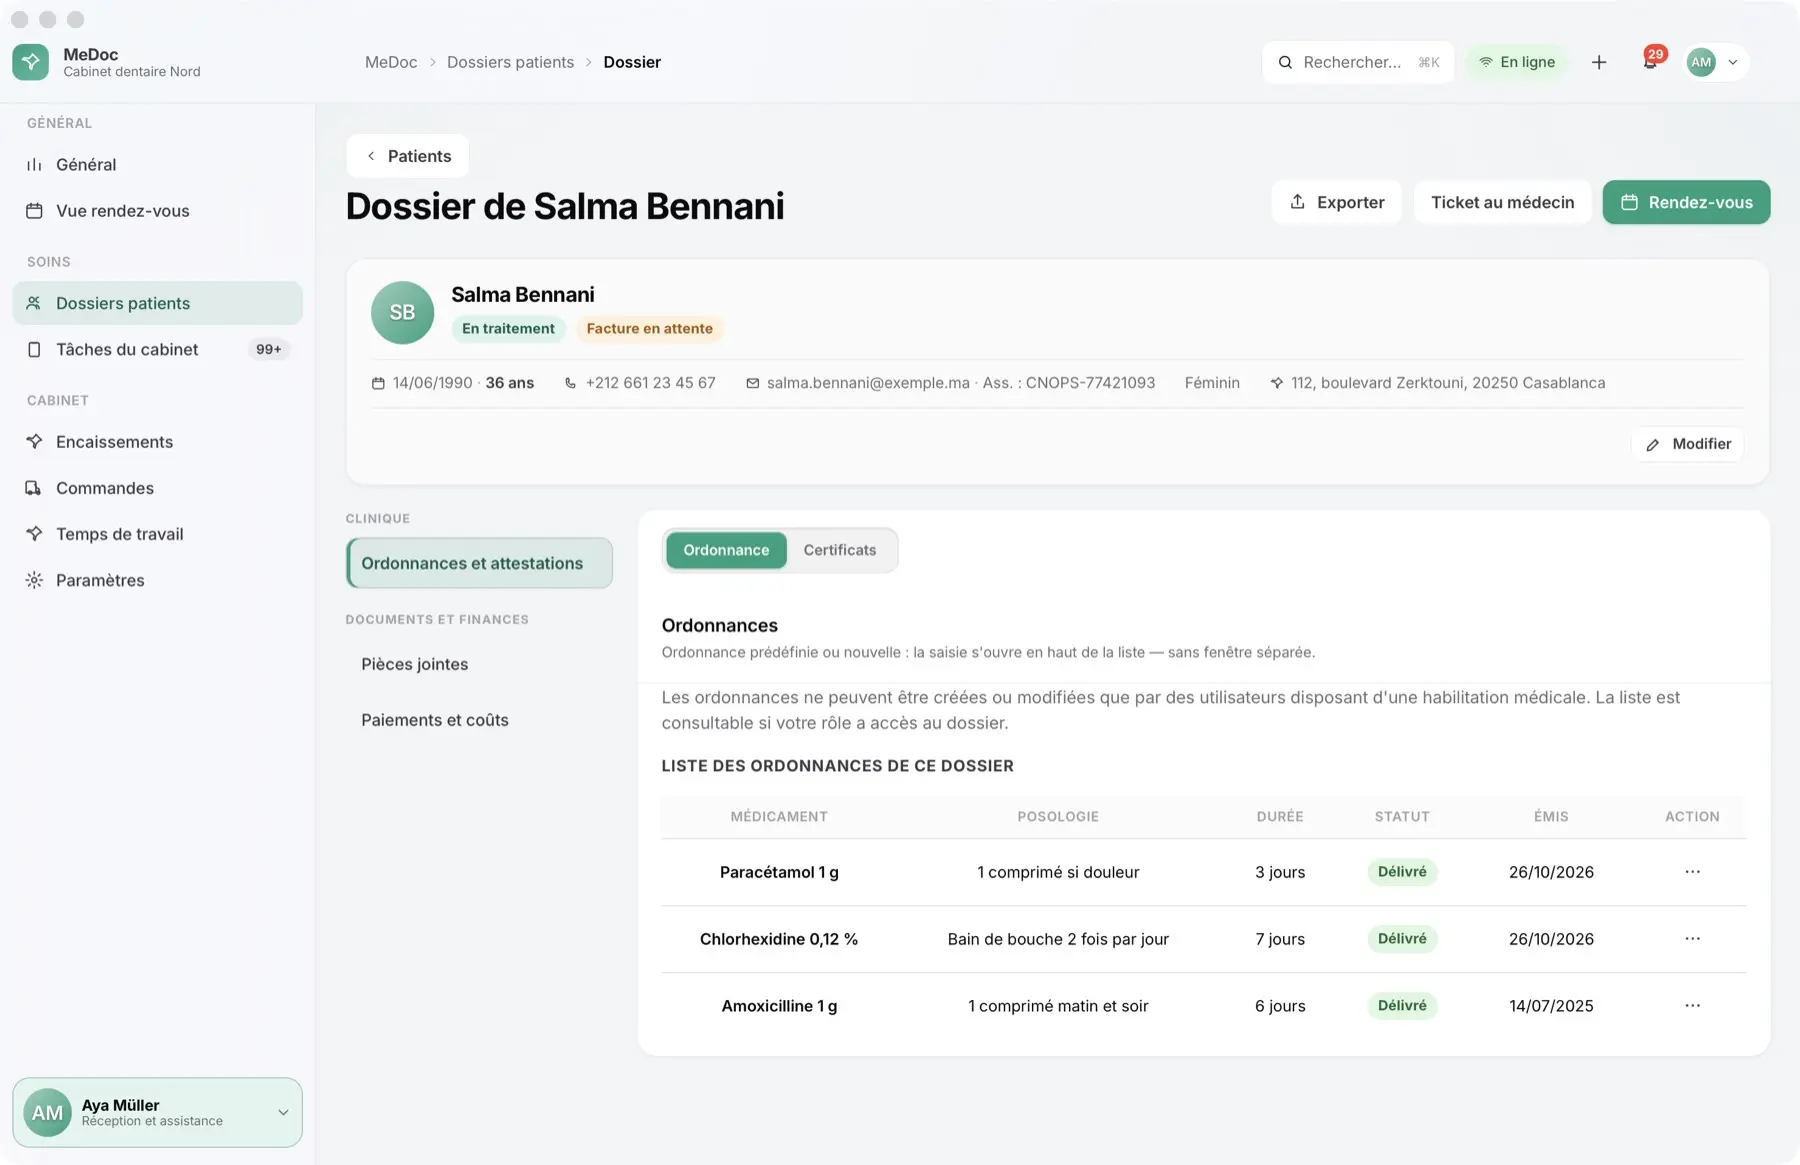 MeDoc
Cabinet dentaire Nord
MeDoc > Dossiers patients > Dossier
Rechercher... ⌘K
En ligne
29
AM
GÉNÉRAL
Général
Vue rendez-vous
SOINS
Dossiers patients
Tâches du cabinet 99+
CABINET
Encaissements
Commandes
Temps de travail
Paramètres
AM
Aya Müller
Réception et assistance
Patients
Dossier de Salma Bennani
Exporter
Ticket au médecin
Rendez-vous
SB
Salma Bennani
En traitement Facture en attente
14/06/1990 · 36 ans +212 661 23 45 67 salma.bennani@exemple.ma · Ass. : CNOPS-77421093 Féminin 112, boulevard Zerktouni, 20250 Casablanca
Modifier
CLINIQUE
Ordonnances et attestations
DOCUMENTS ET FINANCES
Pièces jointes
Paiements et coûts
Ordonnance Certificats
Ordonnances
Ordonnance prédéfinie ou nouvelle : la saisie s'ouvre en haut de la liste — sans fenêtre séparée.
Les ordonnances ne peuvent être créées ou modifiées que par des utilisateurs disposant d'une habilitation médicale. La liste est
consultable si votre rôle a accès au dossier.
LISTE DES ORDONNANCES DE CE DOSSIER
MÉDICAMENT POSOLOGIE DURÉE STATUT ÉMIS ACTION
Paracétamol 1 g 1 comprimé si douleur 3 jours Délivré 26/10/2026 ...
Chlorhexidine 0,12 % Bain de bouche 2 fois par jour 7 jours Délivré 26/10/2026 ...
Amoxicilline 1 g 1 comprimé matin et soir 6 jours Délivré 14/07/2025 ...